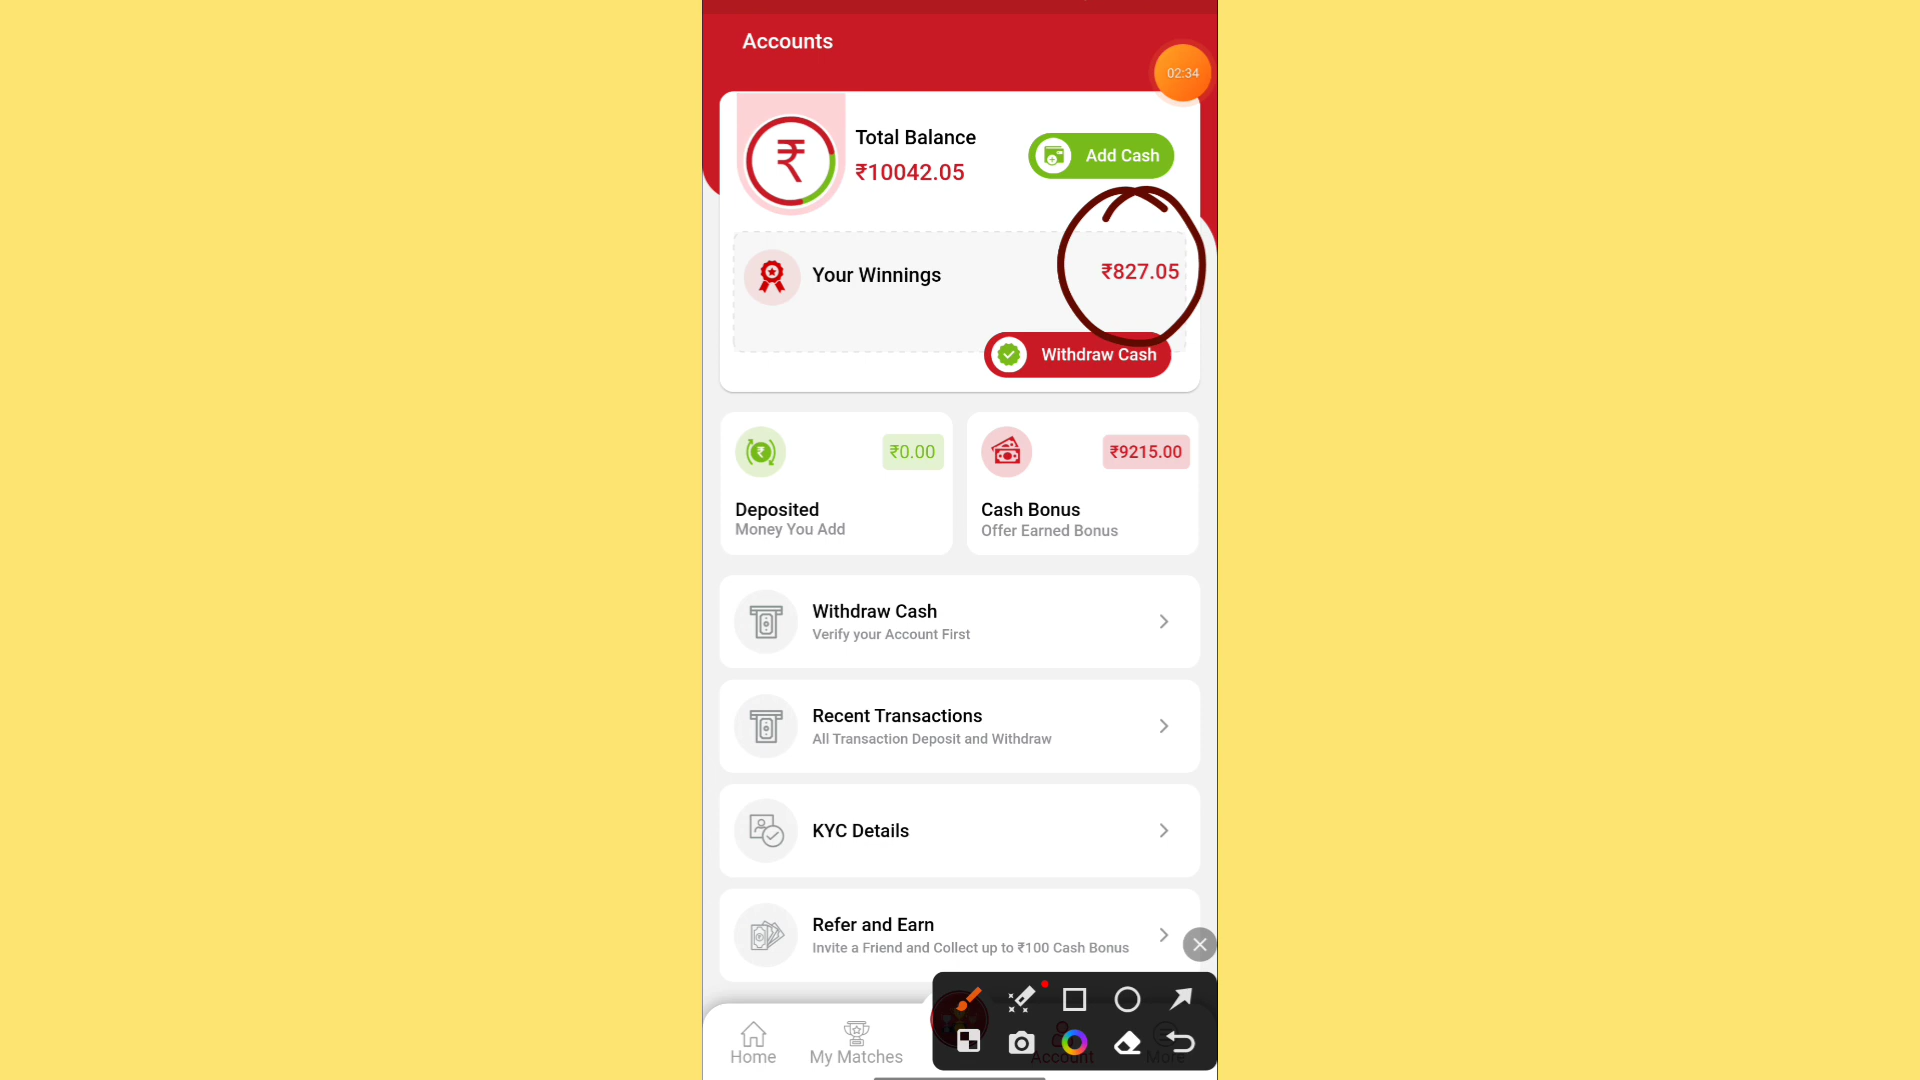 Accounts
02:34
Total Balance
₹10042.05
Add Cash
Your Winnings
₹827.05
Withdraw Cash
₹0.00
Deposited
Money You Add
₹9215.00
Cash Bonus
Offer Earned Bonus
Withdraw Cash
Verify your Account First
Recent Transactions
All Transaction Deposit and Withdraw
KYC Details
Refer and Earn
Invite a Friend and Collect up to ₹100 Cash Bonus
Home
My Matches
Account
More